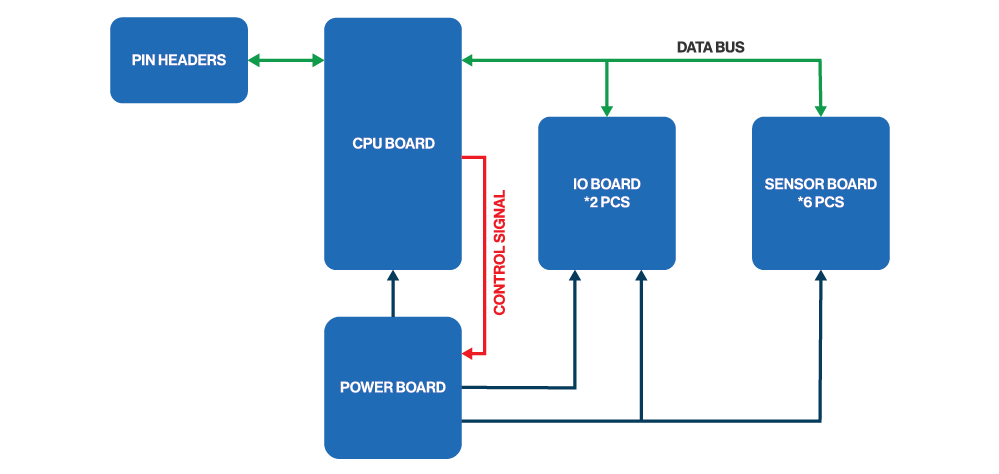 DATA BUS
PIN HEADERS
CPU BOARD
IO BOARD
*2 PCS
SENSOR BOARD
*6 PCS
CONTROL SIGNAL
POWER BOARD